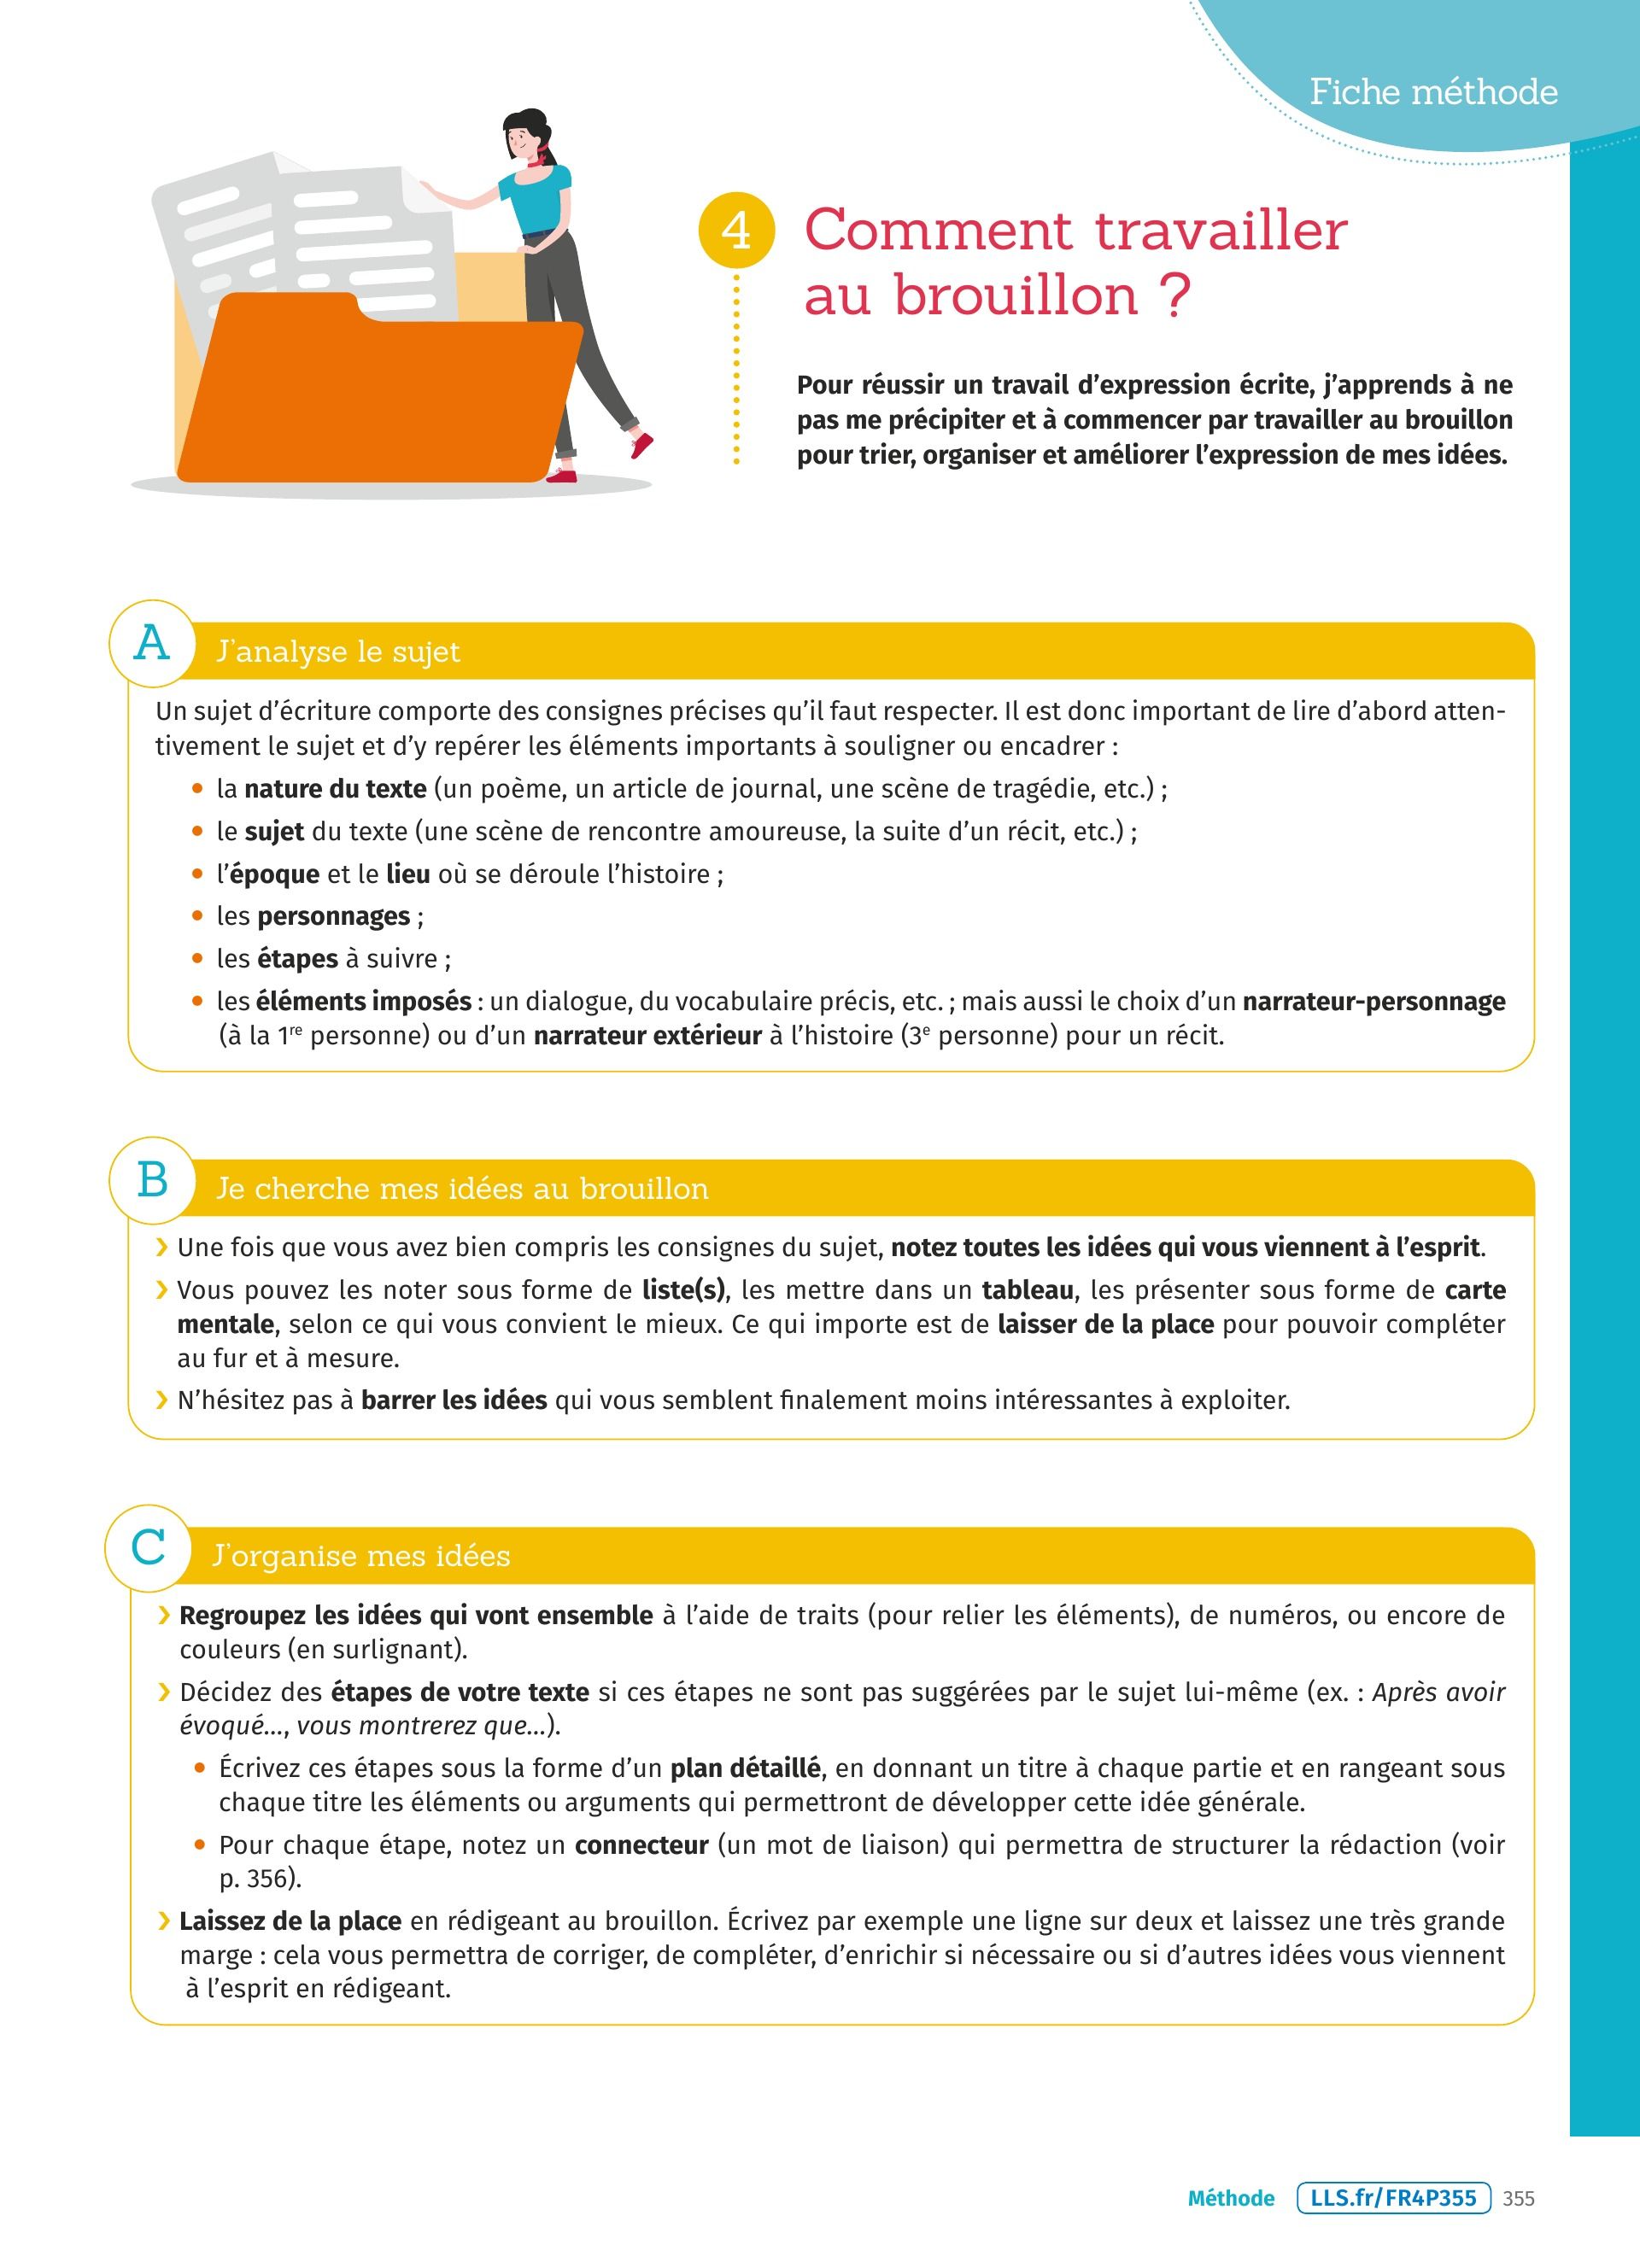 Fiche méthode
4
Comment travailler
au brouillon ?
Pour réussir un travail d’expression écrite, j’apprends à ne
pas me précipiter et à commencer par travailler au brouillon
pour trier, organiser et améliorer l’expression de mes idées.
A
J’analyse le sujet
Un sujet d’écriture comporte des consignes précises qu’il faut respecter. Il est donc important de lire d’abord atten-
tivement le sujet et d’y repérer les éléments importants à souligner ou encadrer :
• la nature du texte (un poème, un article de journal, une scène de tragédie, etc.) ;
• le sujet du texte (une scène de rencontre amoureuse, la suite d’un récit, etc.) ;
• l’époque et le lieu où se déroule l’histoire ;
• les personnages ;
• les étapes à suivre ;
• les éléments imposés : un dialogue, du vocabulaire précis, etc. ; mais aussi le choix d’un narrateur-personnage
(à la 1re personne) ou d’un narrateur extérieur à l’histoire (3e personne) pour un récit.
B
Je cherche mes idées au brouillon
› Une fois que vous avez bien compris les consignes du sujet, notez toutes les idées qui vous viennent à l’esprit.
› Vous pouvez les noter sous forme de liste(s), les mettre dans un tableau, les présenter sous forme de carte
mentale, selon ce qui vous convient le mieux. Ce qui importe est de laisser de la place pour pouvoir compléter
au fur et à mesure.
› N’hésitez pas à barrer les idées qui vous semblent finalement moins intéressantes à exploiter.
C
J’organise mes idées
› Regroupez les idées qui vont ensemble à l’aide de traits (pour relier les éléments), de numéros, ou encore de
couleurs (en surlignant).
› Décidez des étapes de votre texte si ces étapes ne sont pas suggérées par le sujet lui-même (ex. : Après avoir
évoqué…, vous montrerez que…).
• Écrivez ces étapes sous la forme d’un plan détaillé, en donnant un titre à chaque partie et en rangeant sous
chaque titre les éléments ou arguments qui permettront de développer cette idée générale.
• Pour chaque étape, notez un connecteur (un mot de liaison) qui permettra de structurer la rédaction (voir
p. 356).
› Laissez de la place en rédigeant au brouillon. Écrivez par exemple une ligne sur deux et laissez une très grande
marge : cela vous permettra de corriger, de compléter, d’enrichir si nécessaire ou si d’autres idées vous viennent
à l’esprit en rédigeant.
Méthode LLS.fr/FR4P355 355